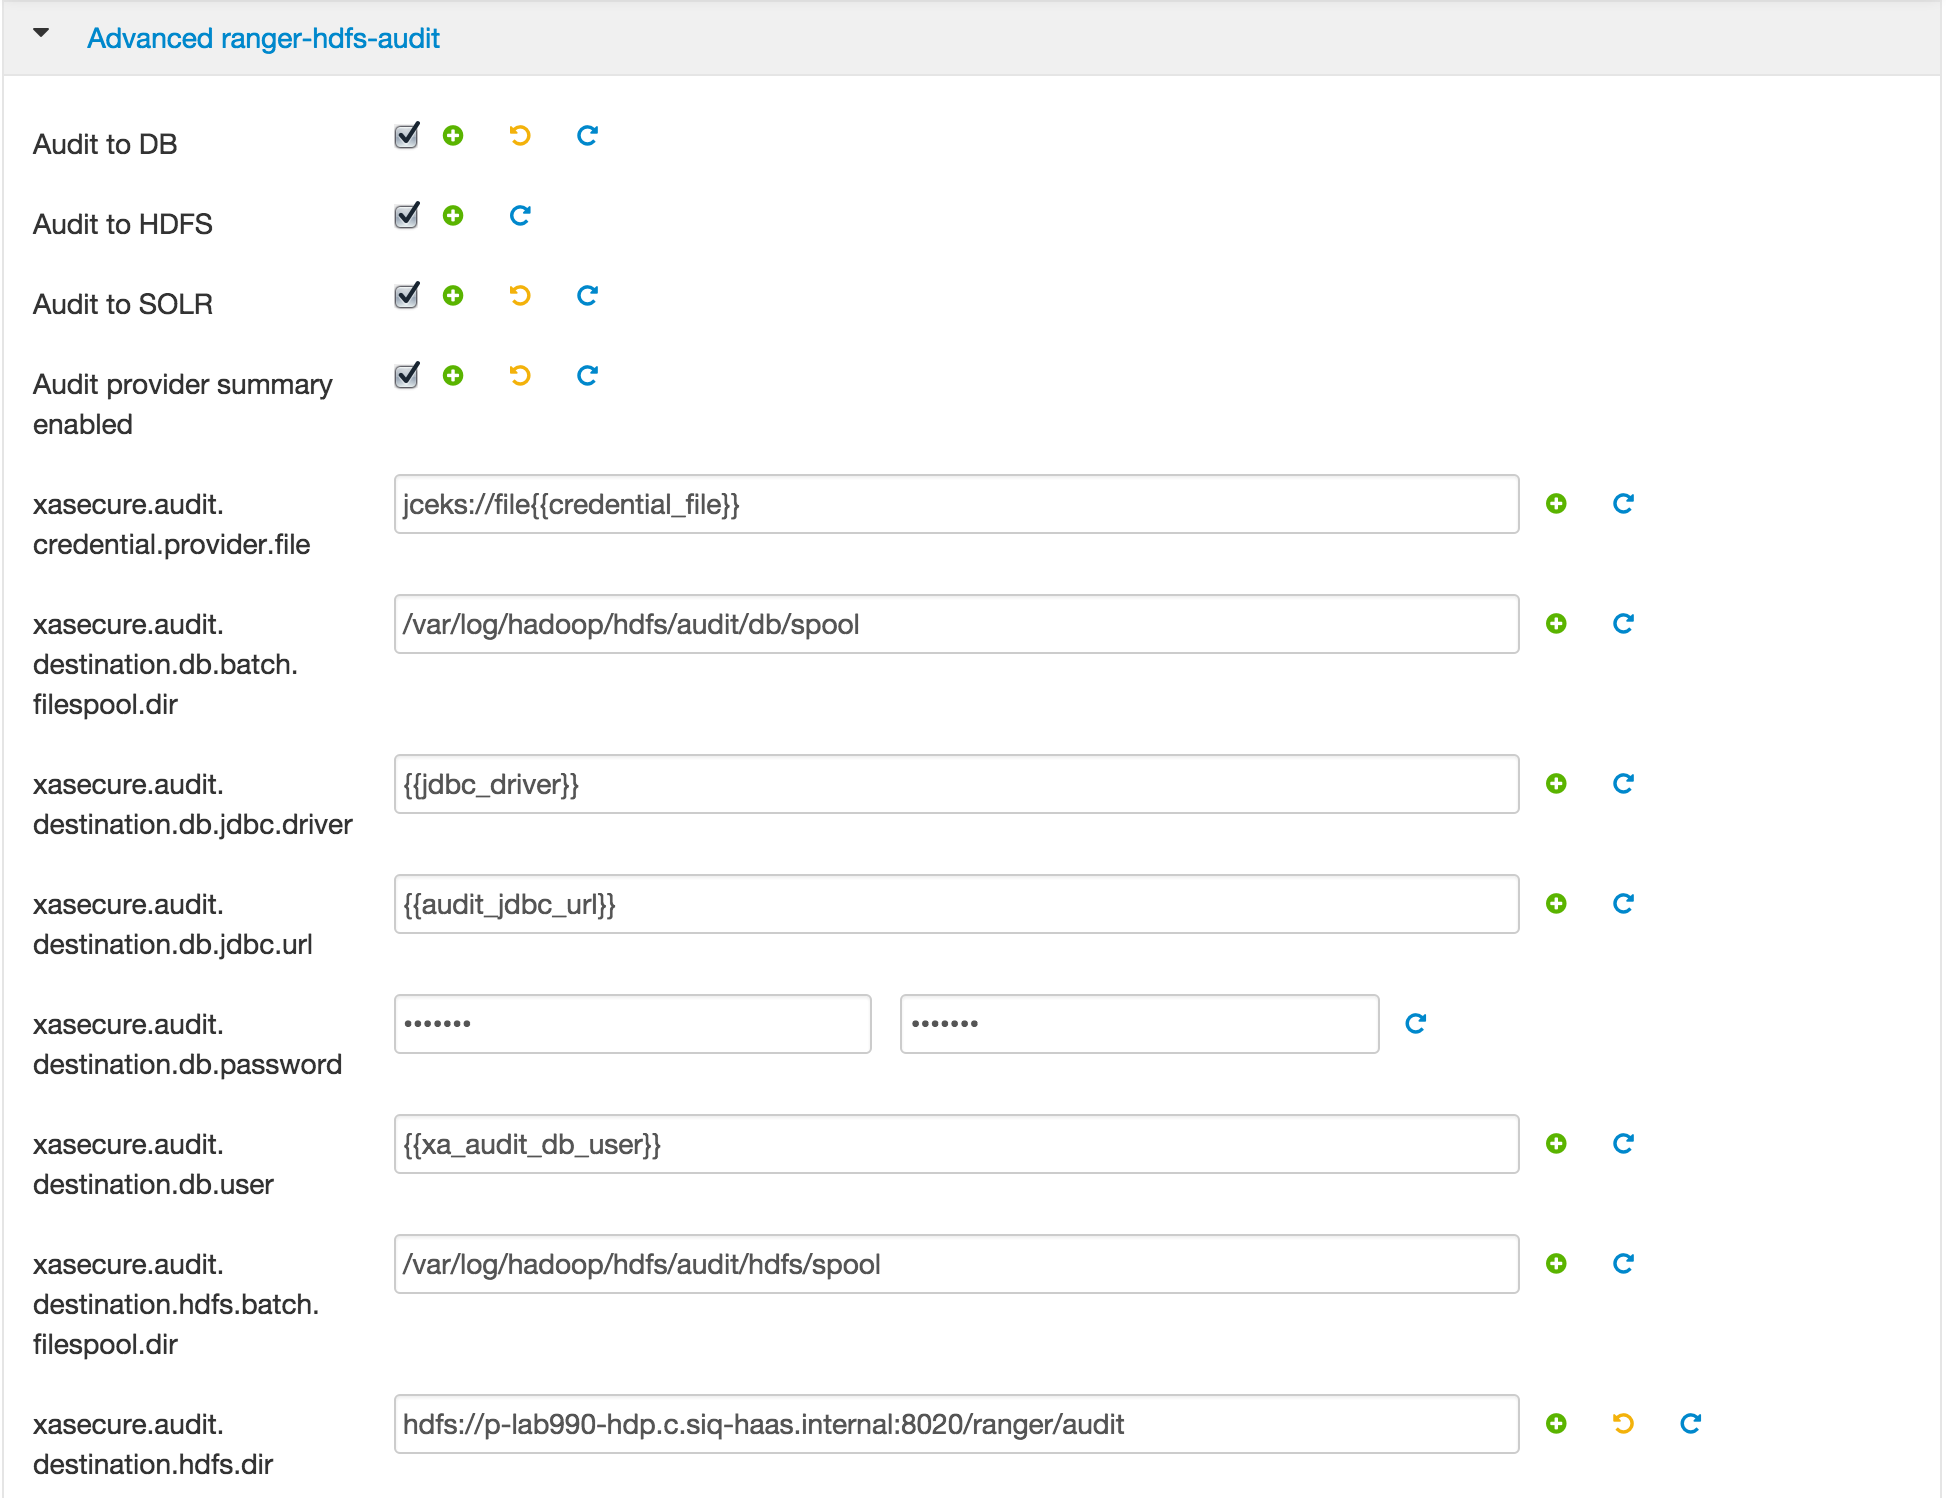 Advanced ranger-hdfs-audit
Audit to DB
Audit to HDFS
Audit to SOLR
Audit provider summary
enabled
xasecure.audit.
credential.provider.file
jceks://file{{credential_file}}
xasecure.audit.
destination.db.batch.
filespool.dir
/var/log/hadoop/hdfs/audit/db/spool
xasecure.audit.
destination.db.jdbc.driver
{{jdbc_driver}}
xasecure.audit.
destination.db.jdbc.url
{{audit_jdbc_url}}
xasecure.audit.
destination.db.password
••••••• •••••••
xasecure.audit.
destination.db.user
{{xa_audit_db_user}}
xasecure.audit.
destination.hdfs.batch.
filespool.dir
/var/log/hadoop/hdfs/audit/hdfs/spool
xasecure.audit.
destination.hdfs.dir
hdfs://p-lab990-hdp.c.siq-haas.internal:8020/ranger/audit